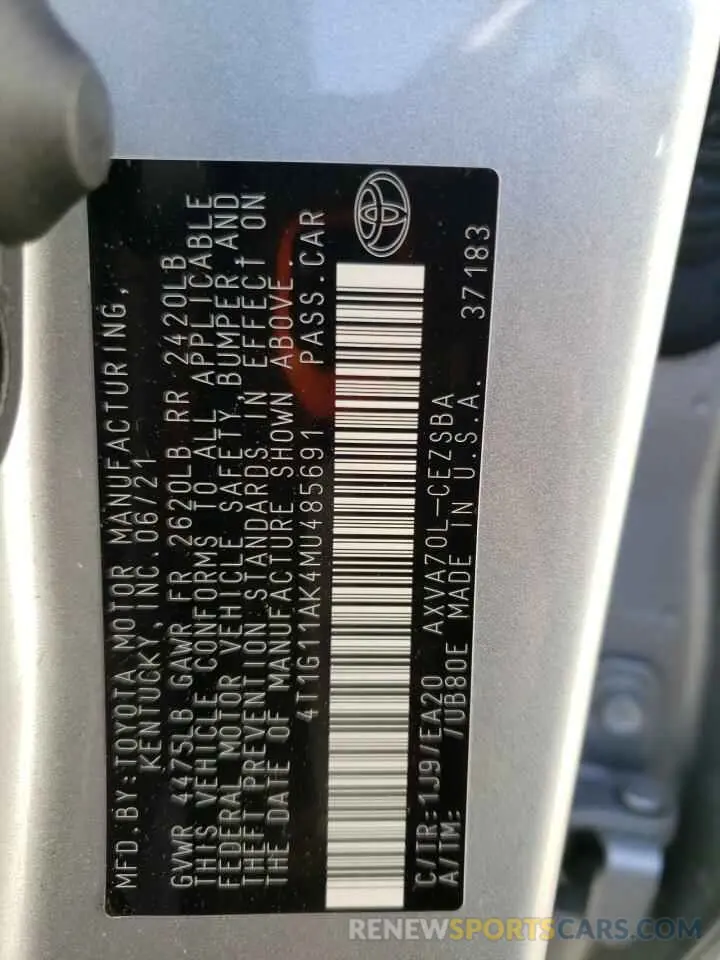 MFD.BY:TOYOTA MOTOR MANUFACTURING,
KENTUCKY, INC. 06/21
GVWR 4475LB GAWR FR 2620LB RR 2420LB
THIS VEHICLE CONFORMS TO ALL APPLICABLE
FEDERAL MOTOR VEHICLE SAFETY, BUMPER, AND
THEFT PREVENTION STANDARDS IN EFFECT ON
THE DATE OF MANUFACTURE SHOWN ABOVE.
4T1G11AK4MU485691 PASS.CAR
C/TR:1J9/EA20 AXVA70L-CEZSBA 37183
A/TM: /UB80E MADE IN U.S.A.
RENEWSPORTSCARS.COM